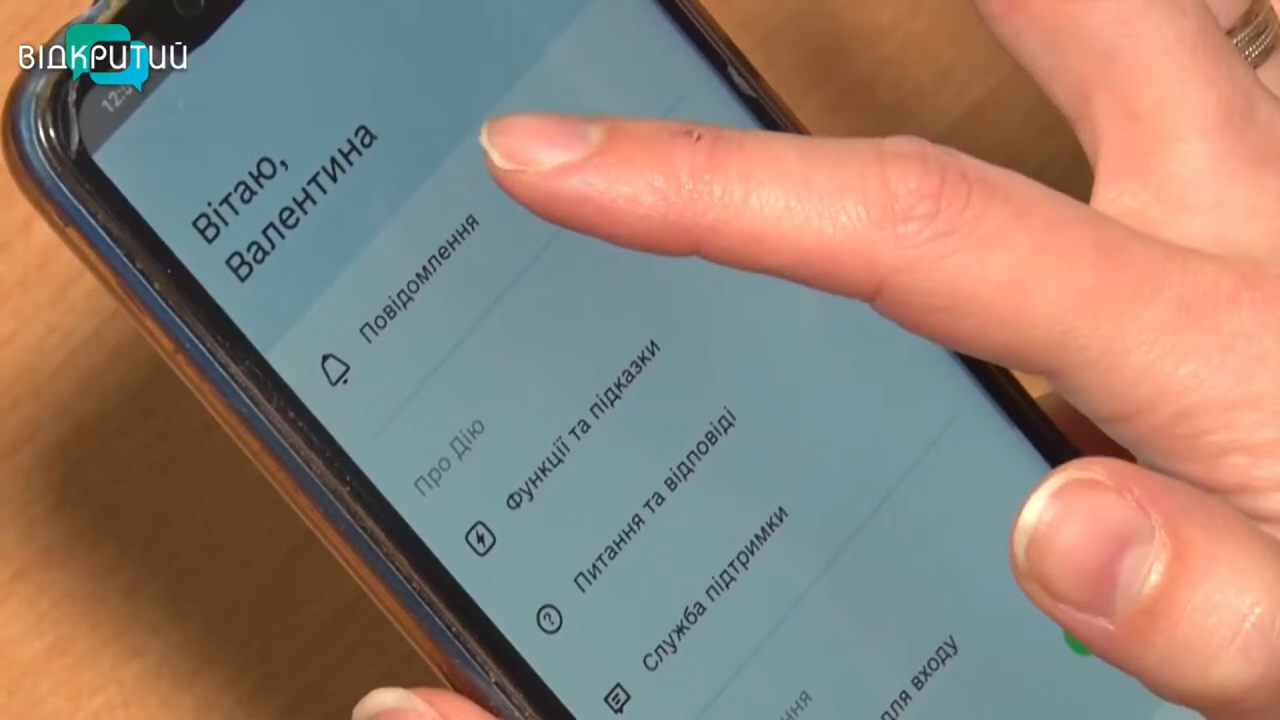 ВІДКРИТИЙ
Вітаю,
Валентина
Повідомлення
Про Дію
Функції та підказки
Питання та відповіді
Служба підтримки
для входу